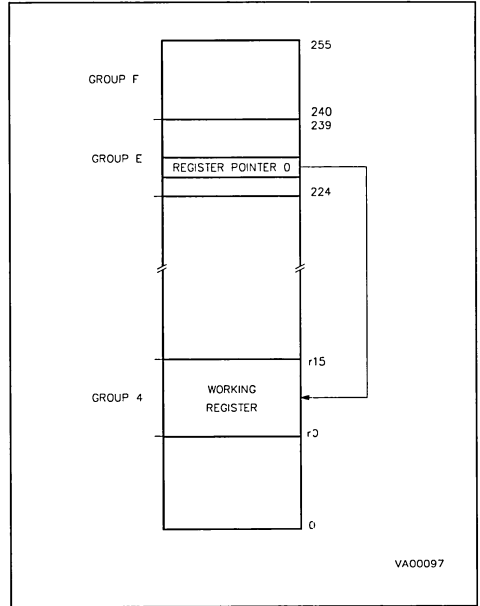 255
GROUP F
240
239
GROUP E
REGISTER POINTER 0
224
r15
WORKING
GROUP 4
REGISTER
r0
0
VA00097